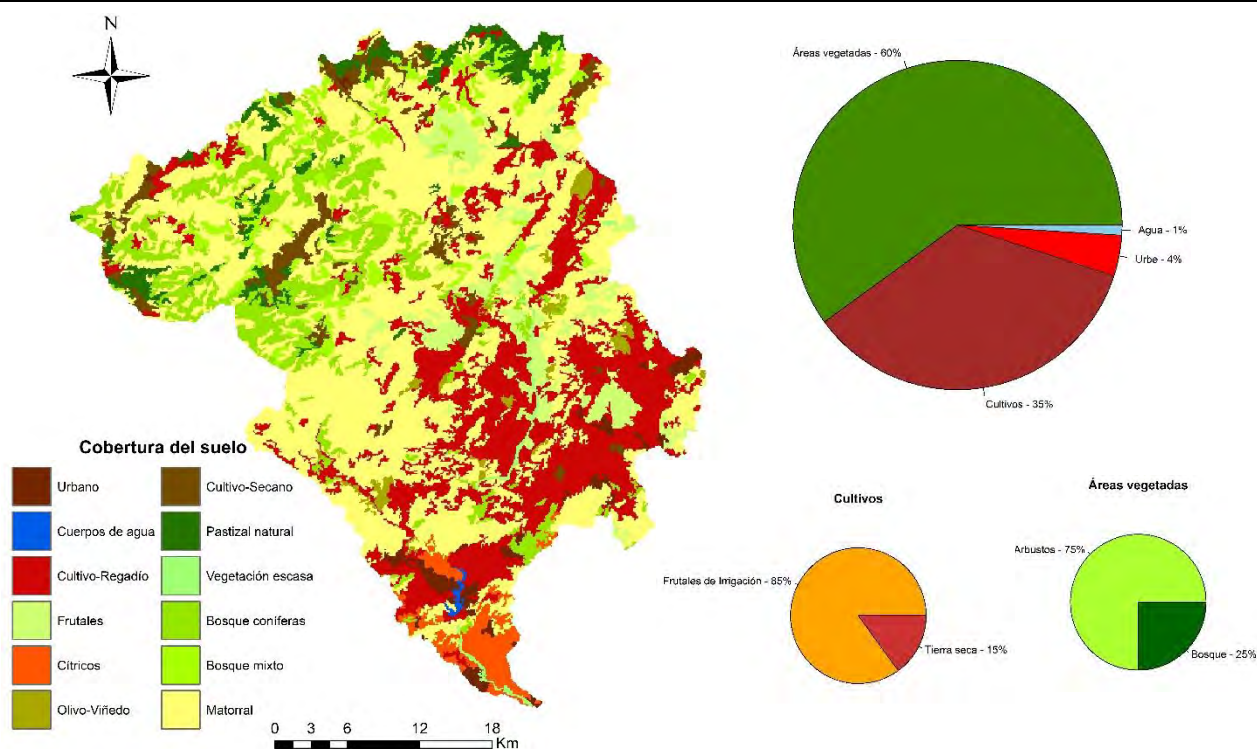 N
Cobertura del suelo
Urbano
Cuerpos de agua
Cultivo-Regadío
Frutales
Cítricos
Olivo-Viñedo
Cultivo-Secano
Pastizal natural
Vegetación escasa
Bosque coniferas
Bosque mixto
Matorral
0 3 6 12 18
Km
Áreas vegetadas - 60%
Agua - 1%
Urbe - 4%
Cultivos - 35%
Cultivos
Frutales de Irrigación - 85%
Tierra seca - 15%
Áreas vegetadas
Arbustos - 75%
Bosque - 25%